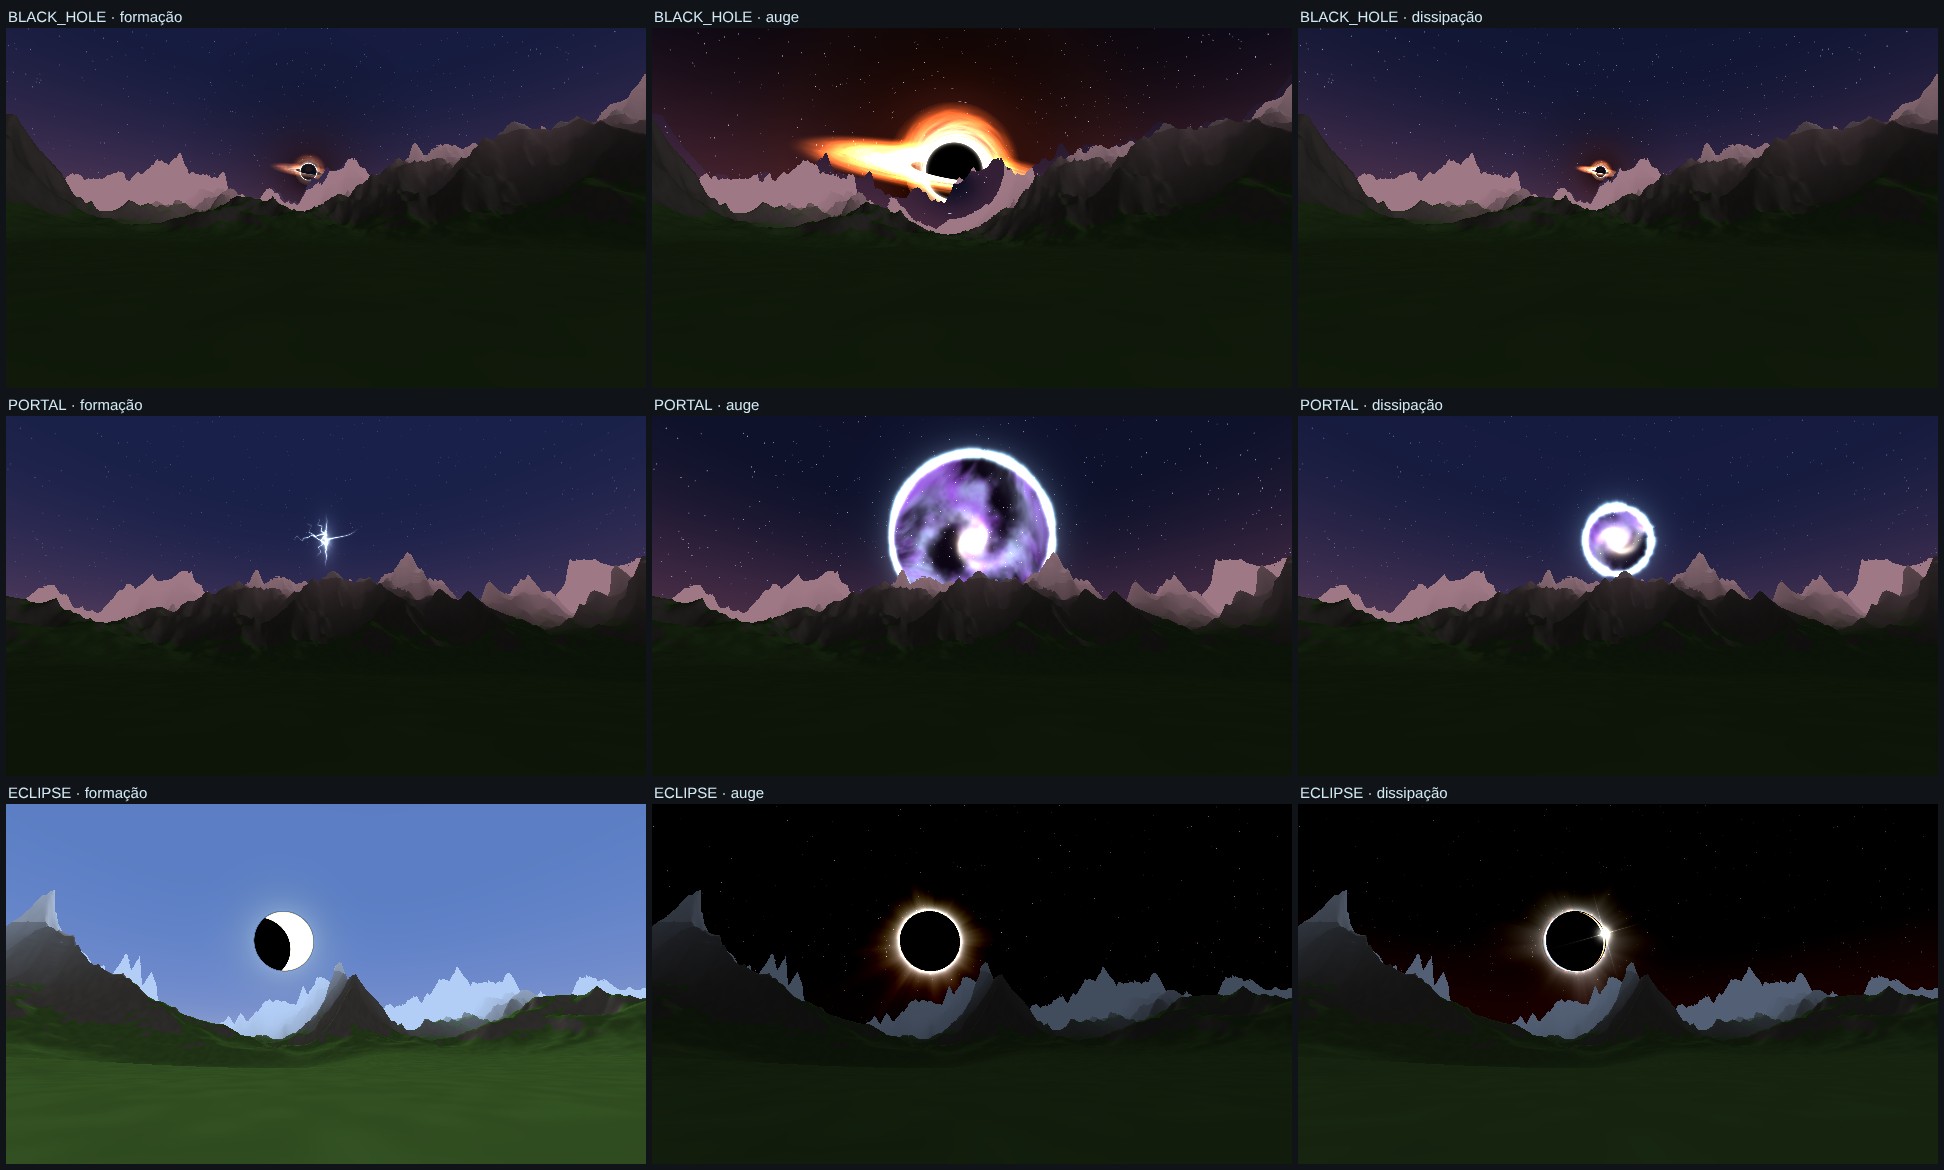 BLACK_HOLE · formação
BLACK_HOLE · auge
BLACK_HOLE · dissipação
PORTAL · formação
PORTAL · auge
PORTAL · dissipação
ECLIPSE · formação
ECLIPSE · auge
ECLIPSE · dissipação